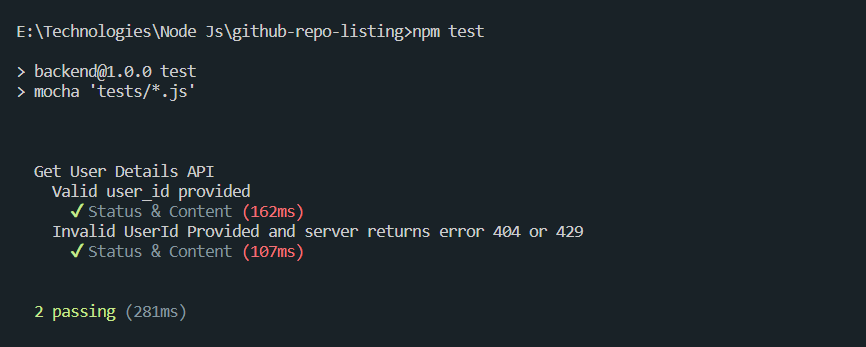 E:\Technologies\Node Js\github-repo-listing>npm test
> backend@1.0.0 test
> mocha 'tests/*.js'
Get User Details API
Valid user_id provided
✓ Status & Content (162ms)
Invalid UserId Provided and server returns error 404 or 429
✓ Status & Content (107ms)
2 passing (281ms)